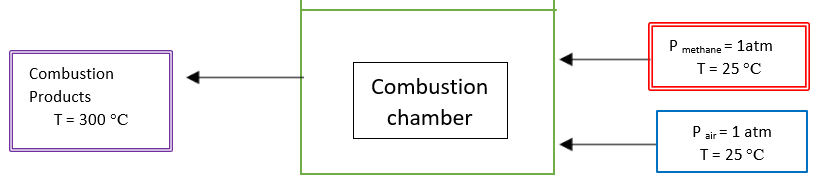 Combustion
Products
T = 300 °C
Combustion
chamber
P methane = 1atm
T = 25 °C
P air = 1 atm
T = 25 °C